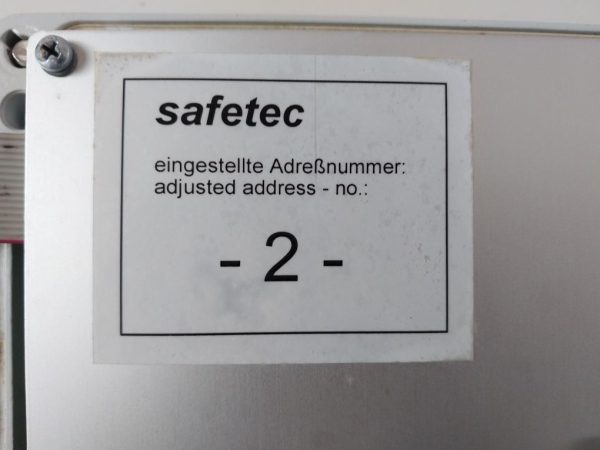 safetec
eingestellte Adreßnummer:
adjusted address - no.:
- 2 -